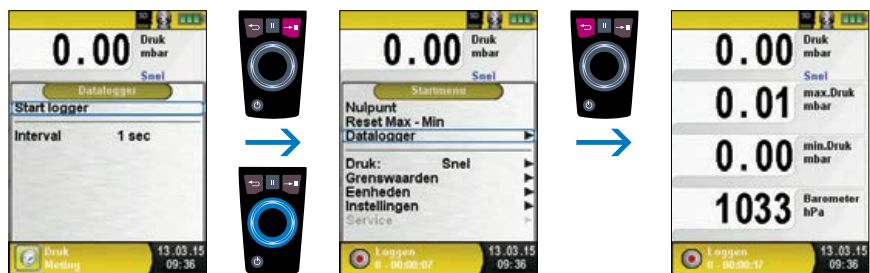 SD
0.00 Druk
mbar
Snel
Datalogger
Start logger
Interval 1 sec
Druk 13.03.15
Meting 09:36
SD
0.00 Druk
mbar
Snel
Startmenu
Nulpunt
Reset Max - Min
Datalogger
Druk: Snel
Grenswaarden
Eenheden
Instellingen
Service
Loggen 13.03.15
0 - 00:00:07 09:36
SD
0.00 Druk
mbar
Snel
0.01 max.Druk
mbar
0.00 min.Druk
mbar
1033 Barometer
hPa
Loggen 13.03.15
0 - 00:00:17 09:36